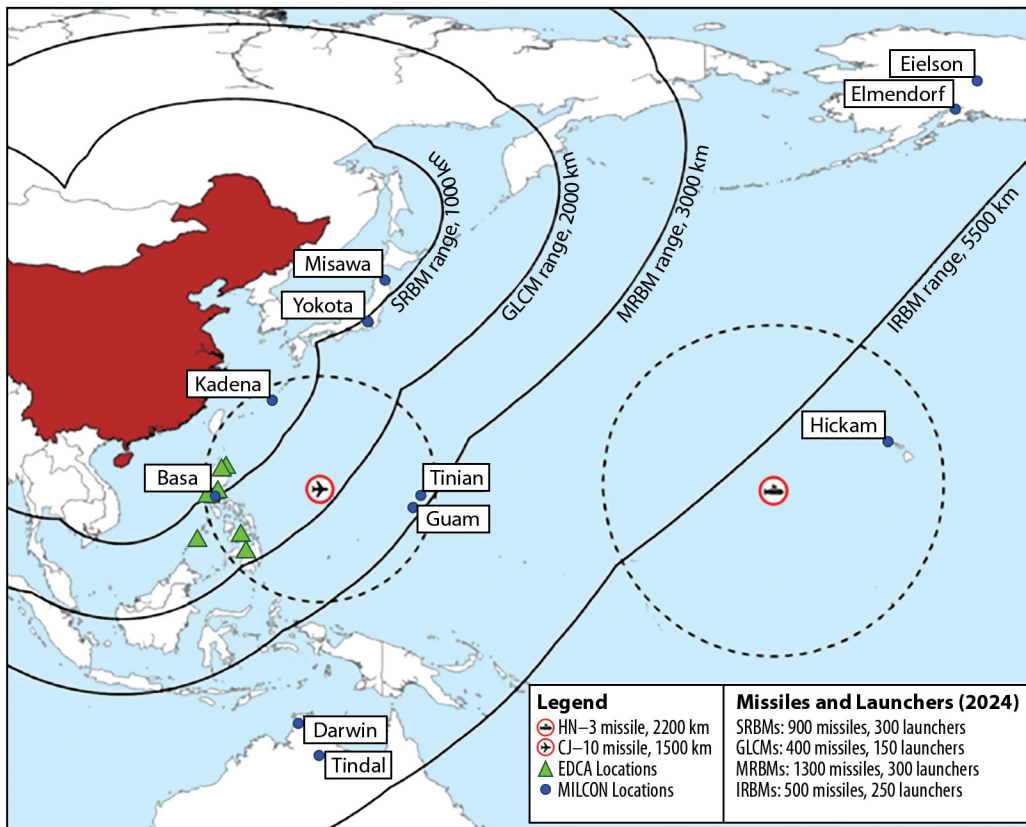 Eielson
Elmendorf
SRBM range, 1000 km
GLCM range, 2000 km
MRBM range, 3000 km
IRBM range, 5500 km
Misawa
Yokota
Kadena
Hickam
Basa
Tinian
Guam
Darwin
Tindal
Legend
HN–3 missile, 2200 km
CJ–10 missile, 1500 km
EDCA Locations
MILCON Locations
Missiles and Launchers (2024)
SRBMs: 900 missiles, 300 launchers
GLCMs: 400 missiles, 150 launchers
MRBMs: 1300 missiles, 300 launchers
IRBMs: 500 missiles, 250 launchers